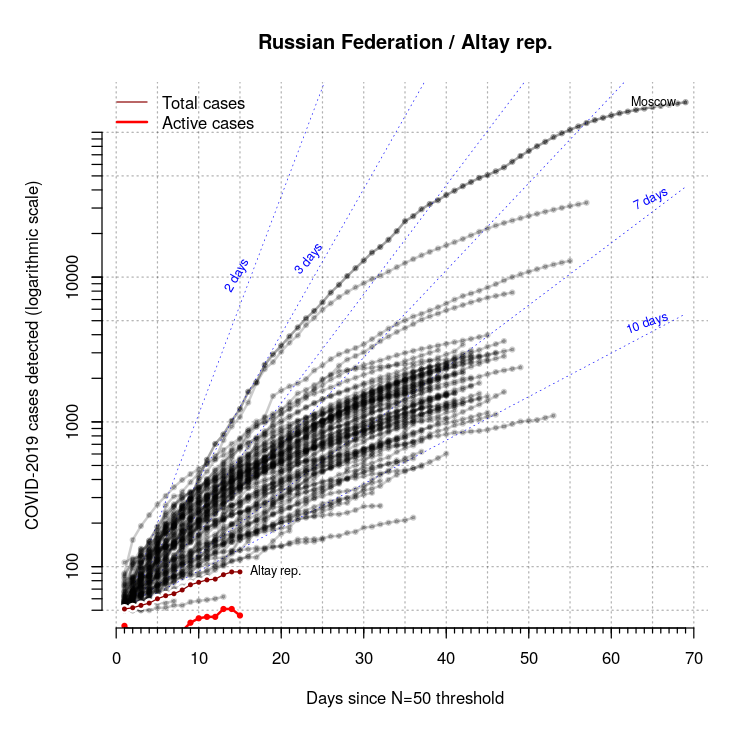 Russian Federation / Altay rep.
Total cases
Active cases
Moscow
2 days
3 days
7 days
10 days
Altay rep.
COVID-2019 cases detected (logarithmic scale)
10000
1000
100
0 10 20 30 40 50 60 70
Days since N=50 threshold